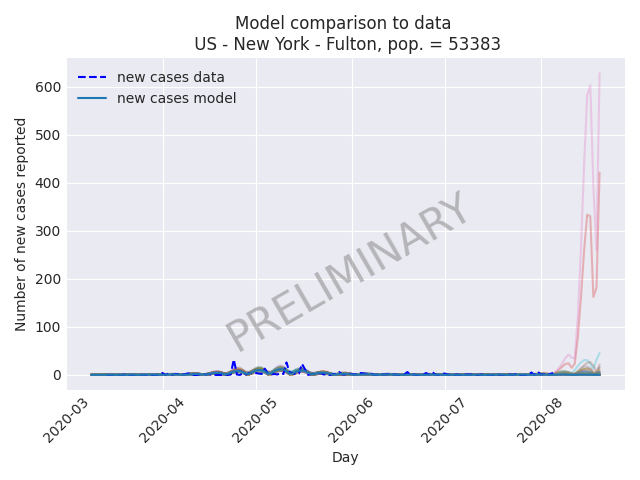 Model comparison to data
US - New York - Fulton, pop. = 53383
new cases data
new cases model
Number of new cases reported
600
500
400
300
200
100
0
PRELIMINARY
2020-03
2020-04
2020-05
2020-06
2020-07
2020-08
Day